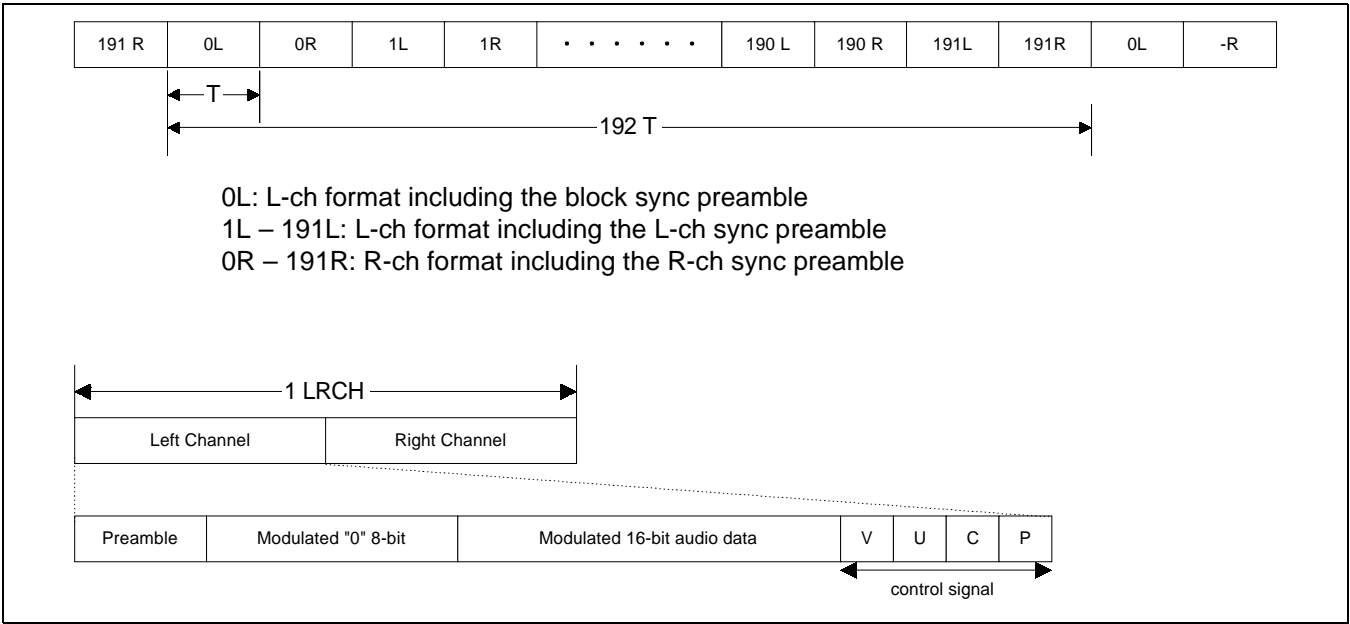 191 R 0L 0R 1L 1R · · · · · · 190 L 190 R 191L 191R 0L -R
T
192 T
0L: L-ch format including the block sync preamble
1L – 191L: L-ch format including the L-ch sync preamble
0R – 191R: R-ch format including the R-ch sync preamble
1 LRCH
Left Channel Right Channel
Preamble Modulated "0" 8-bit Modulated 16-bit audio data V U C P
control signal